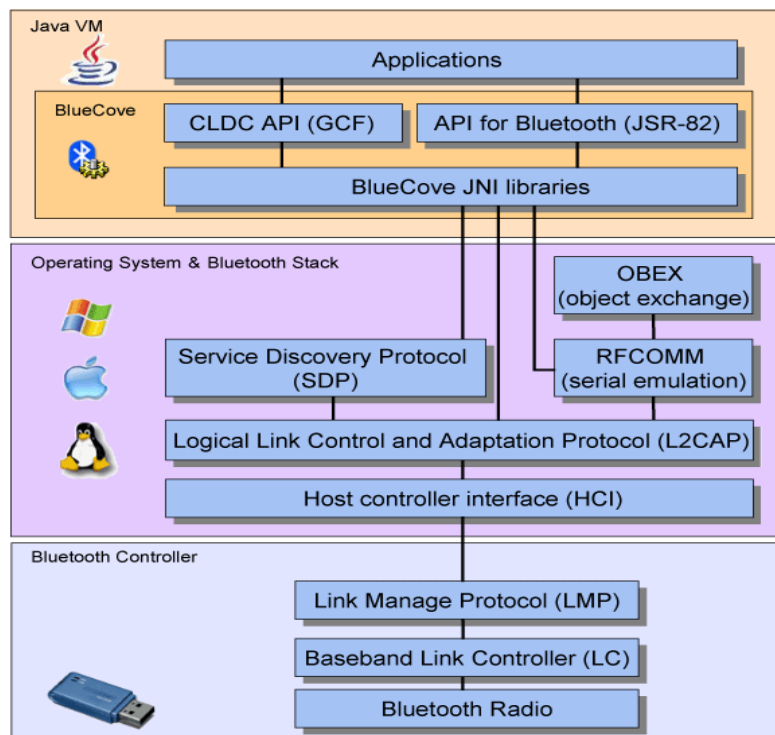 Java VM
Applications
BlueCove
CLDC API (GCF)
API for Bluetooth (JSR-82)
BlueCove JNI libraries
Operating System & Bluetooth Stack
OBEX
(object exchange)
Service Discovery Protocol
(SDP)
RFCOMM
(serial emulation)
Logical Link Control and Adaptation Protocol (L2CAP)
Host controller interface (HCI)
Bluetooth Controller
Link Manage Protocol (LMP)
Baseband Link Controller (LC)
Bluetooth Radio